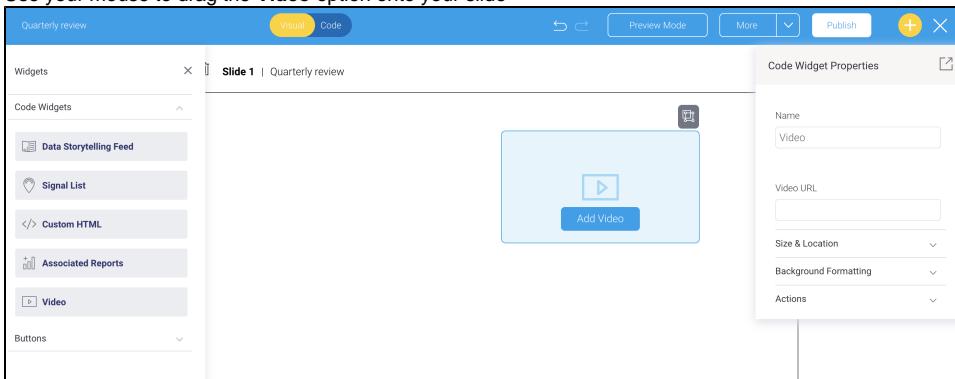 Use your mouse to drag the Video option onto your slide
Quarterly review
Visual Code
Preview Mode
More
Publish
Widgets
Slide 1 | Quarterly review
Code Widget Properties
Code Widgets
Data Storytelling Feed
Signal List
</> Custom HTML
Associated Reports
Video
Buttons
Add Video
Name
Video
Video URL
Size & Location
Background Formatting
Actions